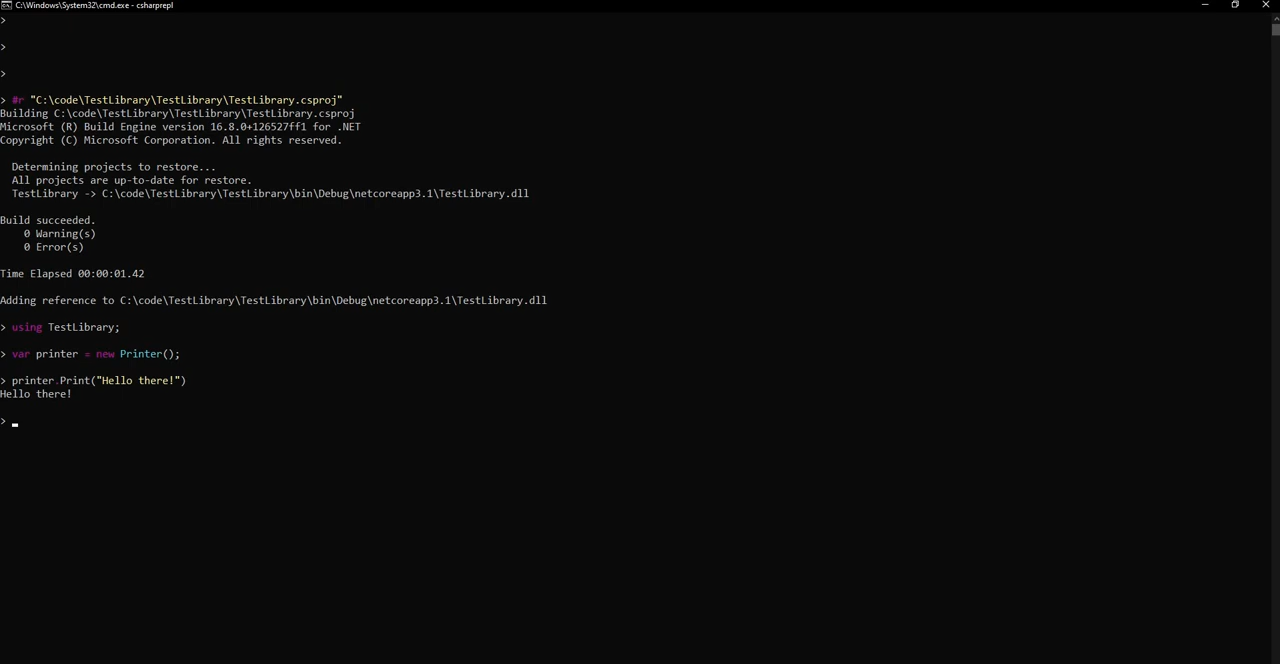 C:\Windows\System32\cmd.exe - csharprepl
>
>
>
> #r "C:\code\TestLibrary\TestLibrary\TestLibrary.csproj"
Building C:\code\TestLibrary\TestLibrary\TestLibrary.csproj
Microsoft (R) Build Engine version 16.8.0+126527ff1 for .NET
Copyright (C) Microsoft Corporation. All rights reserved.
Determining projects to restore...
All projects are up-to-date for restore.
TestLibrary -> C:\code\TestLibrary\TestLibrary\bin\Debug\netcoreapp3.1\TestLibrary.dll
Build succeeded.
0 Warning(s)
0 Error(s)
Time Elapsed 00:00:01.42
Adding reference to C:\code\TestLibrary\TestLibrary\bin\Debug\netcoreapp3.1\TestLibrary.dll
> using TestLibrary;
> var printer = new Printer();
> printer.Print("Hello there!")
Hello there!
>